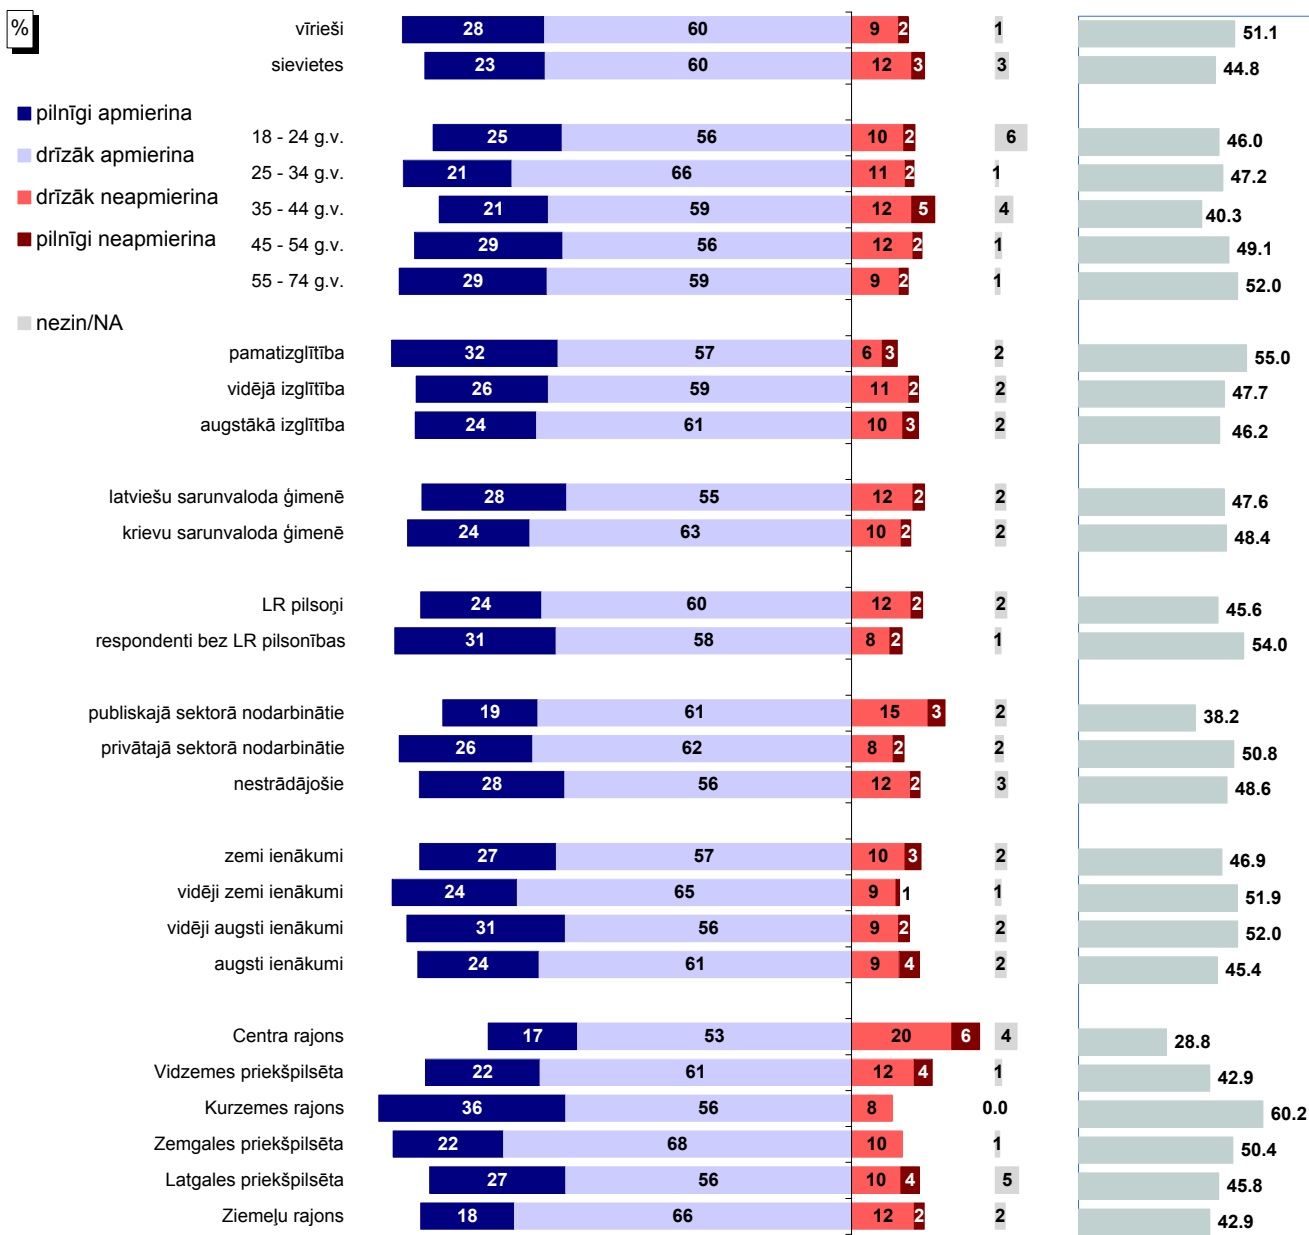 %
vīrieši 28 60 9 2 1 51.1
sievietes 23 60 12 3 3 44.8
pilnīgi apmierina
18 - 24 g.v. 25 56 10 2 6 46.0
drīzāk apmierina
25 - 34 g.v. 21 66 11 2 1 47.2
drīzāk neapmierina
35 - 44 g.v. 21 59 12 5 4 40.3
pilnīgi neapmierina
45 - 54 g.v. 29 56 12 2 1 49.1
55 - 74 g.v. 29 59 9 2 1 52.0
nezin/NA
pamatizglītība 32 57 6 3 2 55.0
vidējā izglītība 26 59 11 2 2 47.7
augstākā izglītība 24 61 10 3 2 46.2
latviešu sarunvaloda ģimenē 28 55 12 2 2 47.6
krievu sarunvaloda ģimenē 24 63 10 2 2 48.4
LR pilsoņi 24 60 12 2 2 45.6
respondenti bez LR pilsonības 31 58 8 2 1 54.0
publiskajā sektorā nodarbinātie 19 61 15 3 2 38.2
privātajā sektorā nodarbinātie 26 62 8 2 2 50.8
nestrādājošie 28 56 12 2 3 48.6
zemi ienākumi 27 57 10 3 2 46.9
vidēji zemi ienākumi 24 65 9 1 1 51.9
vidēji augsti ienākumi 31 56 9 2 2 52.0
augsti ienākumi 24 61 9 4 2 45.4
Centra rajons 17 53 20 6 4 28.8
Vidzemes priekšpilsēta 22 61 12 4 1 42.9
Kurzemes rajons 36 56 8 0.0 60.2
Zemgales priekšpilsēta 22 68 10 1 50.4
Latgales priekšpilsēta 27 56 10 4 5 45.8
Ziemeļu rajons 18 66 12 2 2 42.9